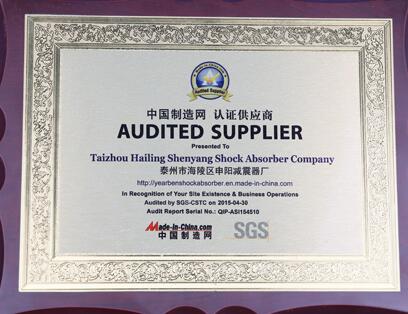 Audited Supplier
中国制造网 认证供应商
AUDITED SUPPLIER
Presented To
Taizhou Hailing Shenyang Shock Absorber Company
泰州市海陵区申阳减震器厂
http://yearbenshockabsorber.en.made-in-china.com
In Recognition of Your Site Existence & Business Operations
Audited by SGS-CSTC on 2015-04-30
Audit Report Serial No.: QIP-ASI154510
Made-in-China.com
中国制造网
SGS